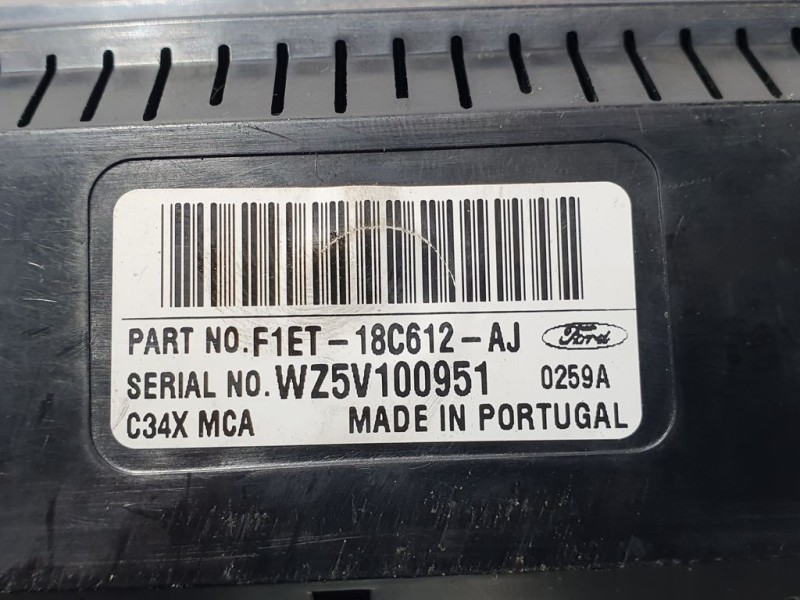 PART NO. F1ET-18C612-AJ Ford
SERIAL NO. WZ5V100951 0259A
C34X MCA MADE IN PORTUGAL